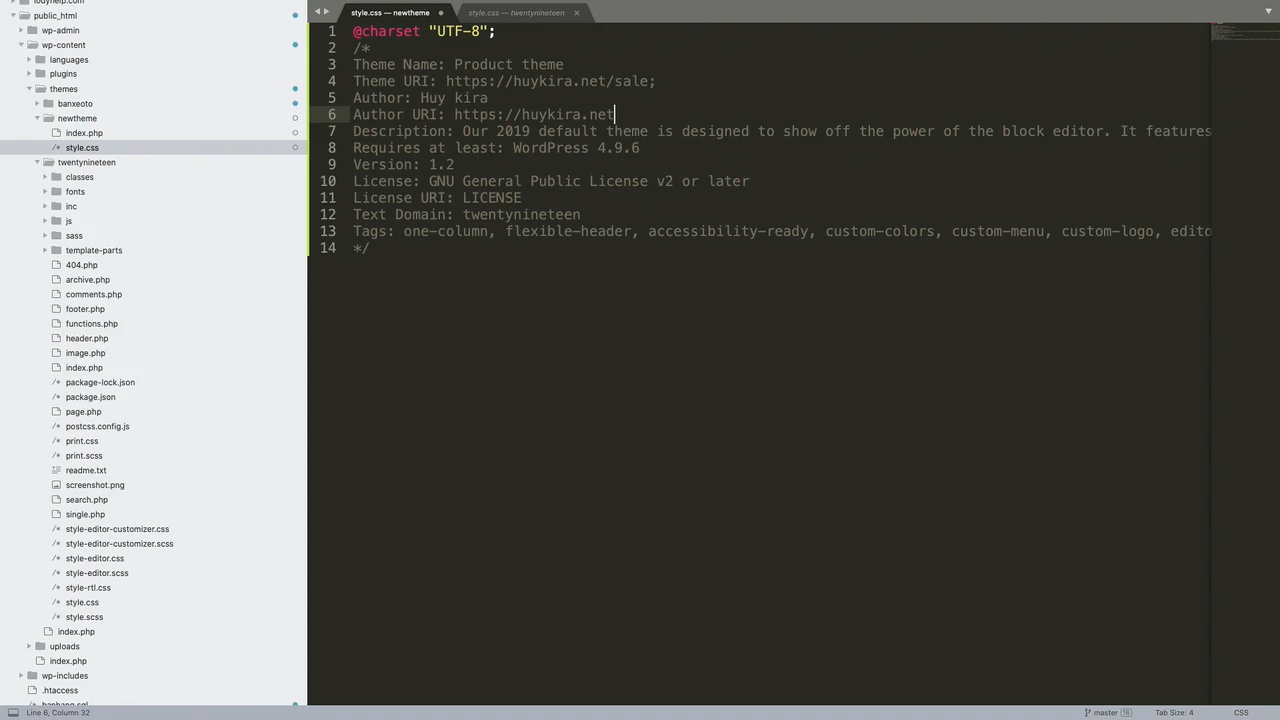 lodyhelp.com
public_html
wp-admin
wp-content
languages
plugins
themes
banxeoto
newtheme
index.php
/* style.css
twentynineteen
classes
fonts
inc
js
sass
template-parts
404.php
archive.php
comments.php
footer.php
functions.php
header.php
image.php
index.php
package-lock.json
/* package.json
page.php
/* postcss.config.js
/* print.css
/* print.scss
readme.txt
screenshot.png
search.php
single.php
/* style-editor-customizer.css
/* style-editor-customizer.scss
/* style-editor.css
/* style-editor.scss
/* style-rtl.css
/* style.css
/* style.scss
index.php
uploads
index.php
wp-includes
.htaccess
banhang.sql
style.css — newtheme
style.css — twentynineteen
1 @charset "UTF-8";
2 /*
3 Theme Name: Product theme
4 Theme URI: https://huykira.net/sale;
5 Author: Huy kira
6 Author URI: https://huykira.net
7 Description: Our 2019 default theme is designed to show off the power of the block editor. It features
8 Requires at least: WordPress 4.9.6
9 Version: 1.2
10 License: GNU General Public License v2 or later
11 License URI: LICENSE
12 Text Domain: twentynineteen
13 Tags: one-column, flexible-header, accessibility-ready, custom-colors, custom-menu, custom-logo, edito
14 */
Line 6, Column 32
master 16
Tab Size: 4
CSS